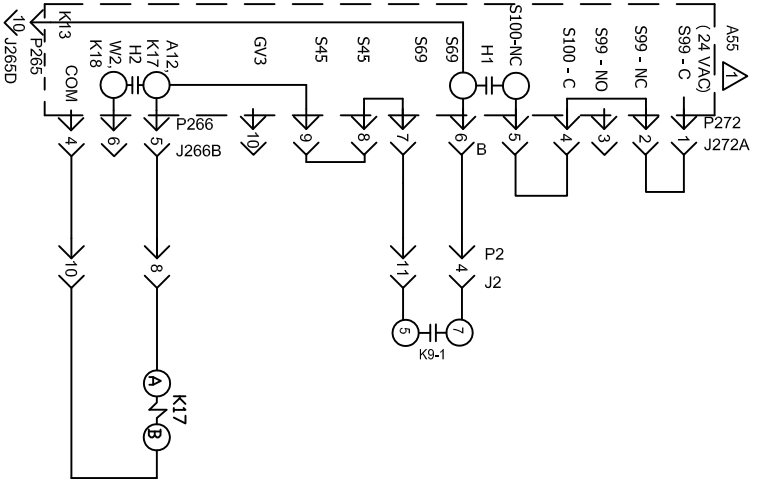 A55
( 24 VAC)
1
S99 - C
S99 - NC
S99 - NO
S100 - C
S100-NC
H1
S69
S69
S45
S45
GV3
A12,
K17
H2
W2,
K18
COM
K13
P265
J265D
10
P272
J272A
1
2
3
4
5
6
B
7
8
9
10
P266
J266B
5
6
4
P2
J2
4
11
8
10
7
5
K9-1
A
B
K17